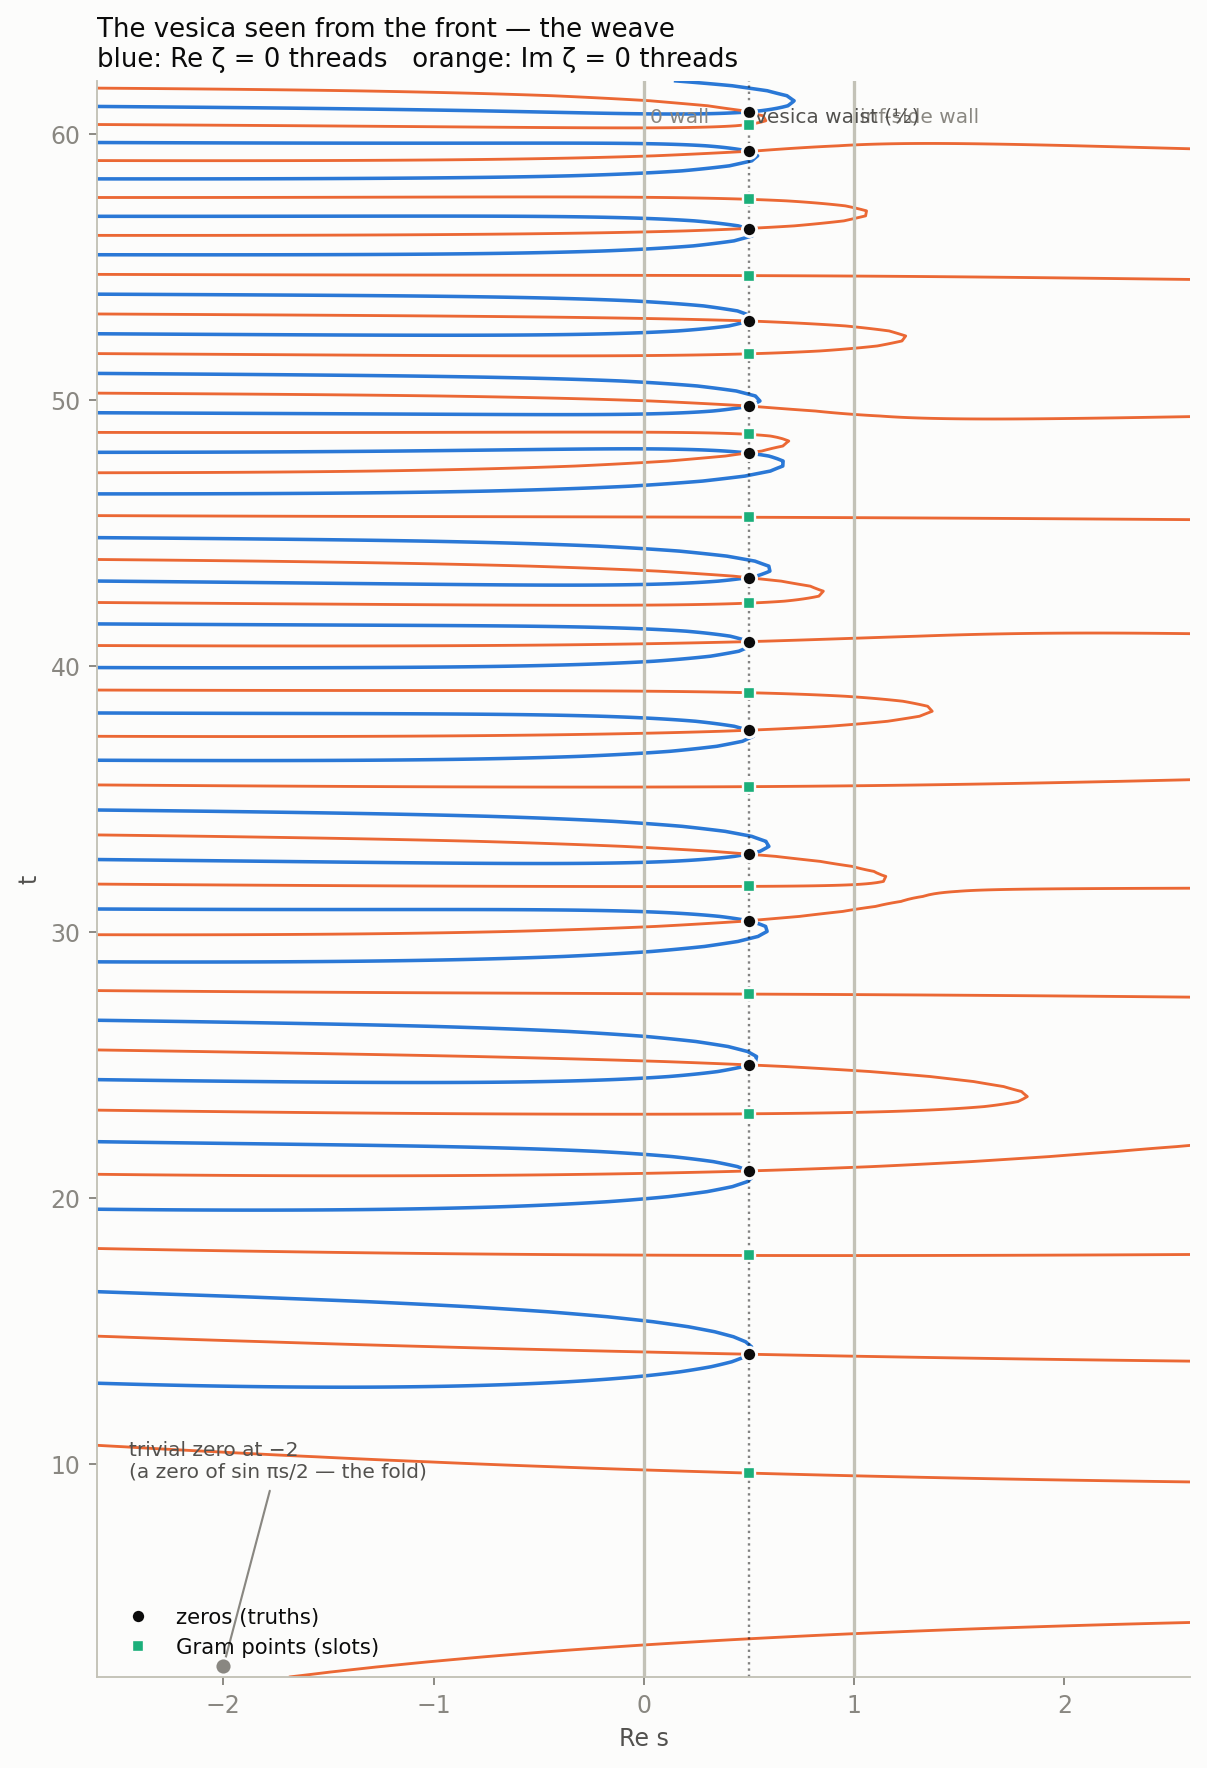 The vesica seen from the front — the weave
blue: Re ζ = 0 threads   orange: Im ζ = 0 threads
0 wall
vesica waist (½)
wall
60
50
40
30
20
10
t
trivial zero at −2
(a zero of sin πs/2 — the fold)
zeros (truths)
Gram points (slots)
−2
−1
0
1
2
Re s